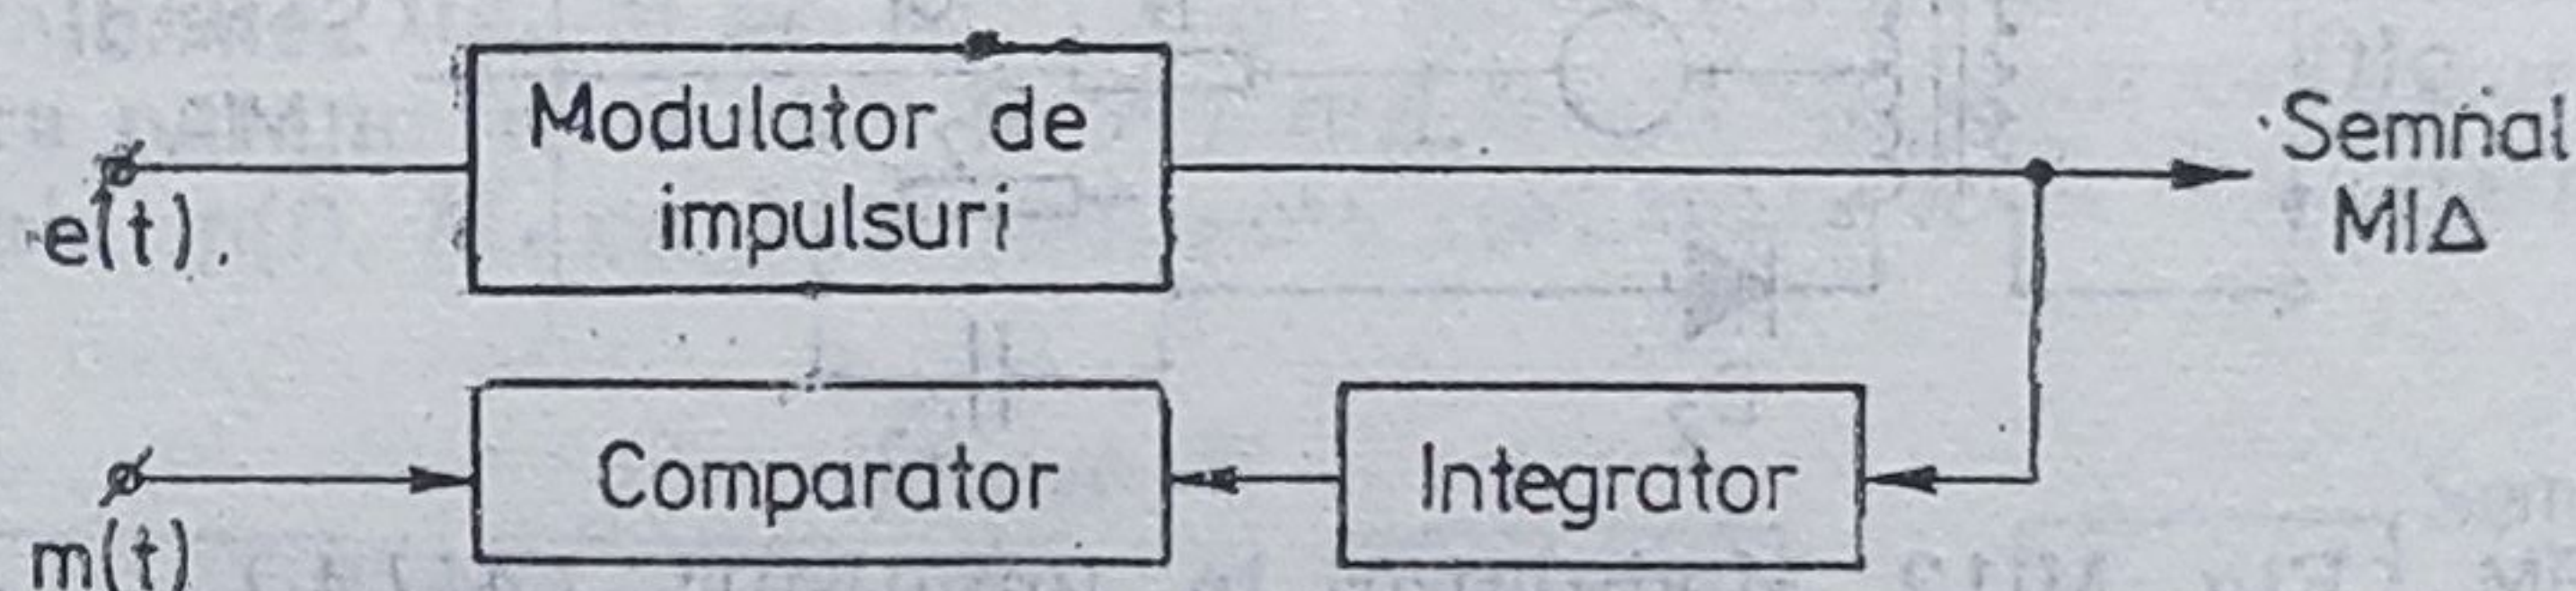 Modulator de
impulsuri
e(t).
Semnal
MIΔ
Comparator
Integrator
m(t)